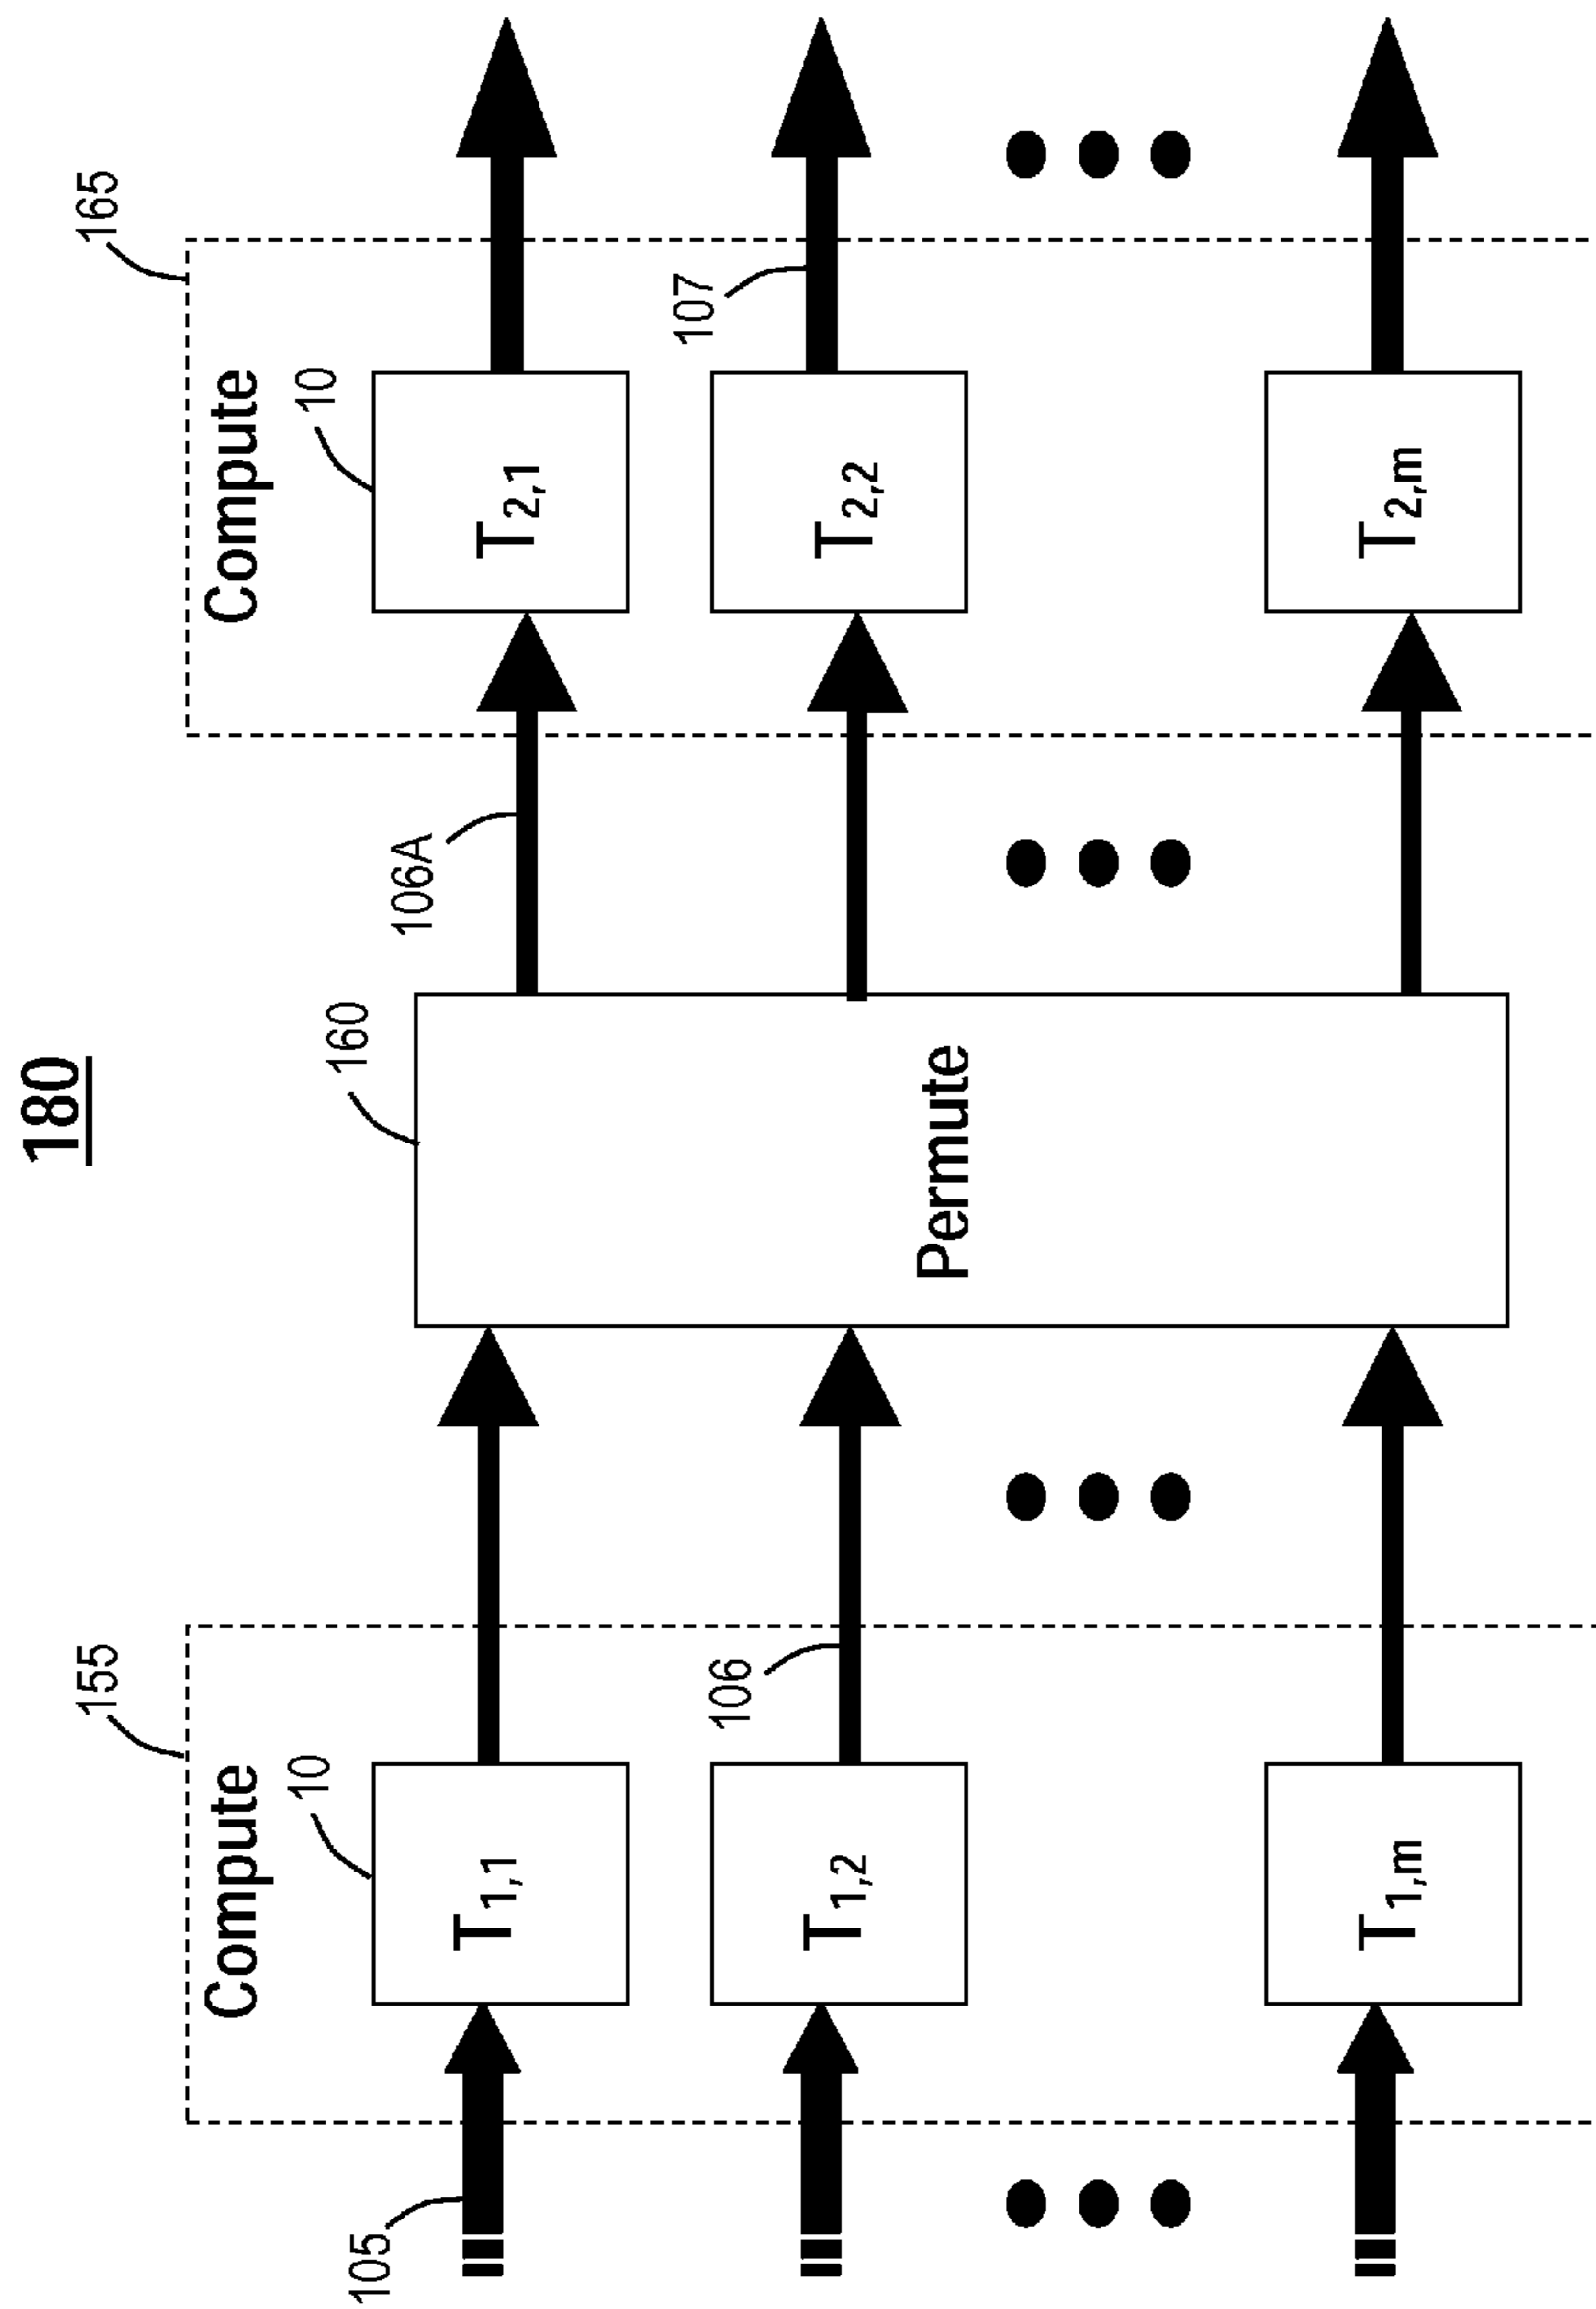 180
155
165
Compute
Compute
10
10
160
106A
105
T1,1
T2,1
107
106
T1,2
T2,2
Permute
T1,m
T2,m